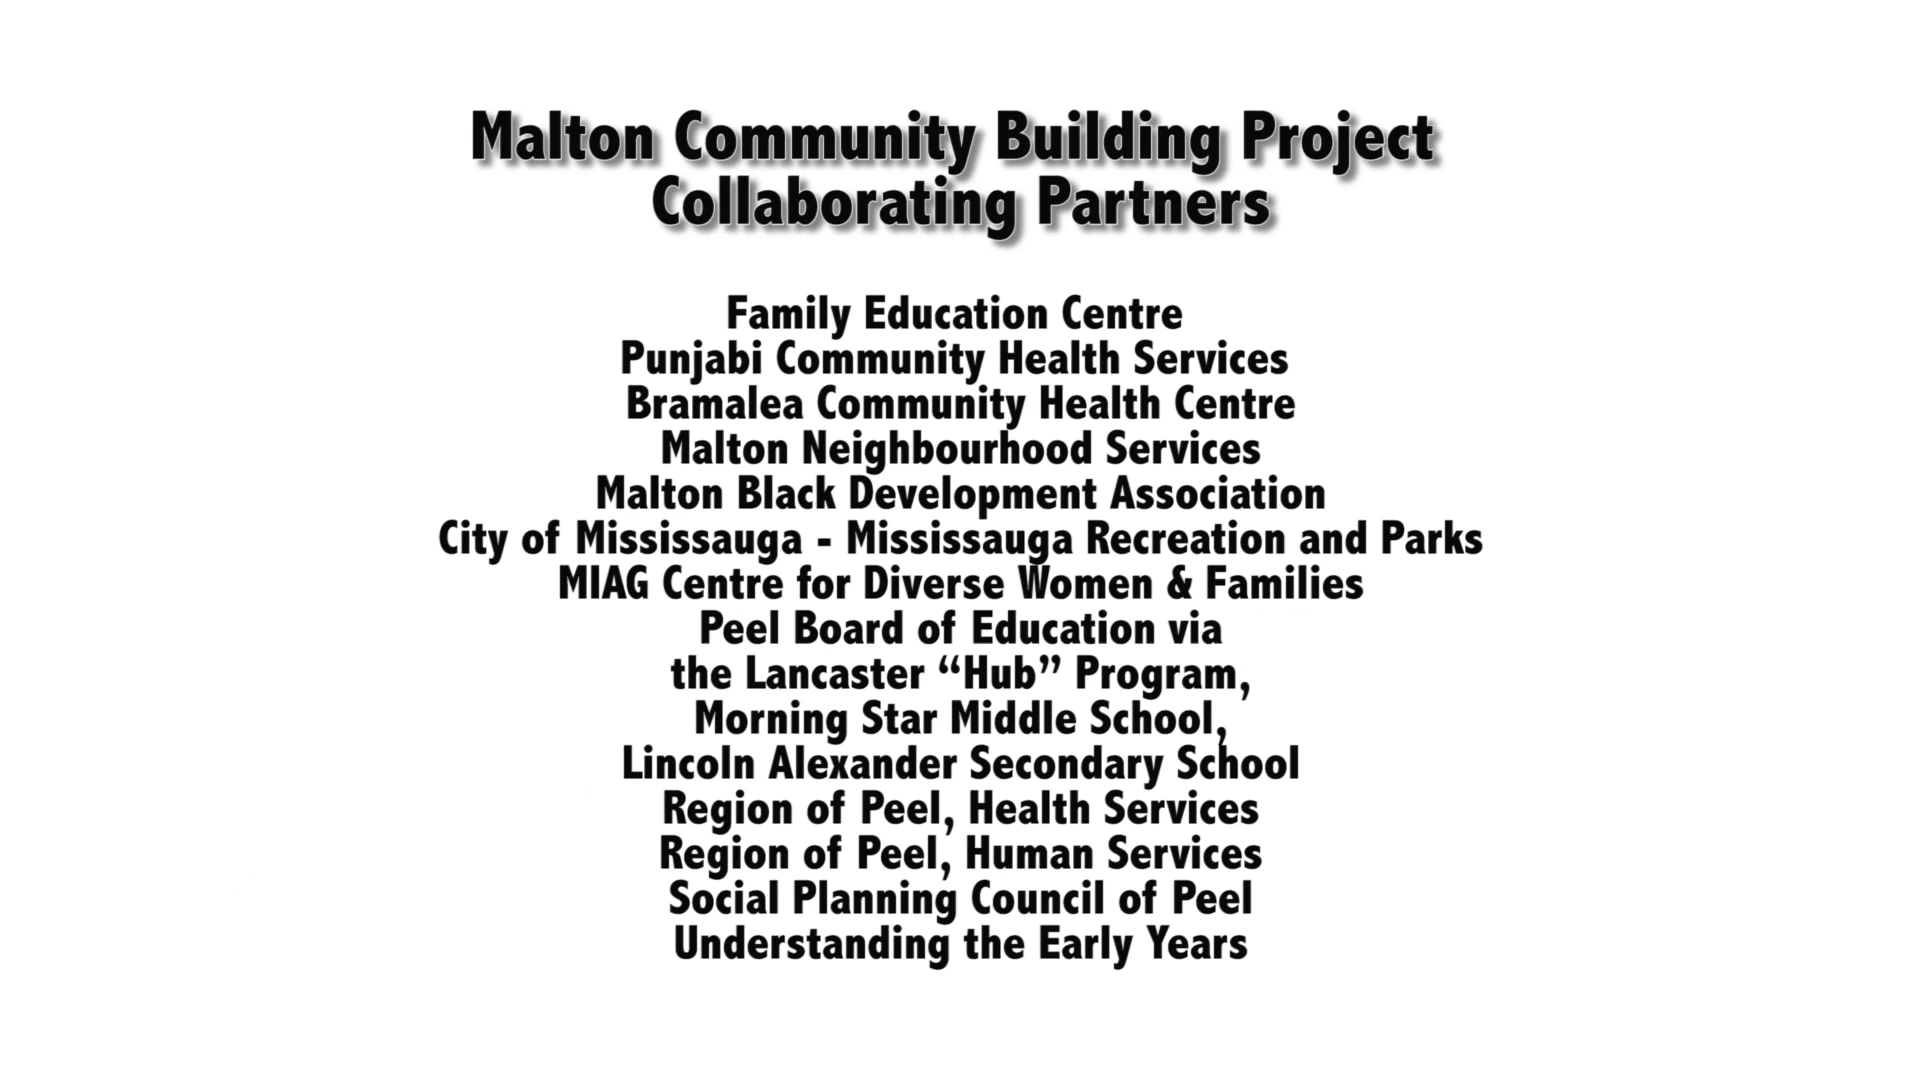 Malton Community Building Project
Collaborating Partners
Family Education Centre
Punjabi Community Health Services
Bramalea Community Health Centre
Malton Neighbourhood Services
Malton Black Development Association
City of Mississauga - Mississauga Recreation and Parks
MIAG Centre for Diverse Women & Families
Peel Board of Education via
the Lancaster “Hub” Program,
Morning Star Middle School,
Lincoln Alexander Secondary School
Region of Peel, Health Services
Region of Peel, Human Services
Social Planning Council of Peel
Understanding the Early Years